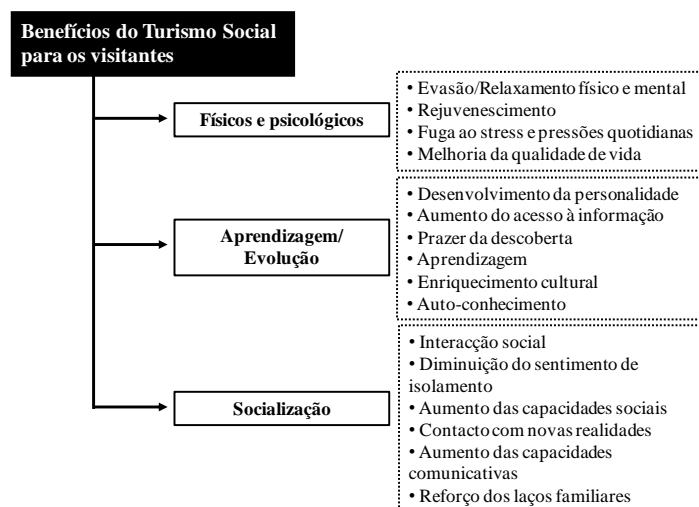 Benefícios do Turismo Social
para os visitantes
Físicos e psicológicos
• Evasão/Relaxamento físico e mental
• Rejuvenescimento
• Fuga ao stress e pressões quotidianas
• Melhoria da qualidade de vida
Aprendizagem/
Evolução
• Desenvolvimento da personalidade
• Aumento do acesso à informação
• Prazer da descoberta
• Aprendizagem
• Enriquecimento cultural
• Auto-conhecimento
Socialização
• Interacção social
• Diminuição do sentimento de
isolamento
• Aumento das capacidades sociais
• Contacto com novas realidades
• Aumento das capacidades
comunicativas
• Reforço dos laços familiares